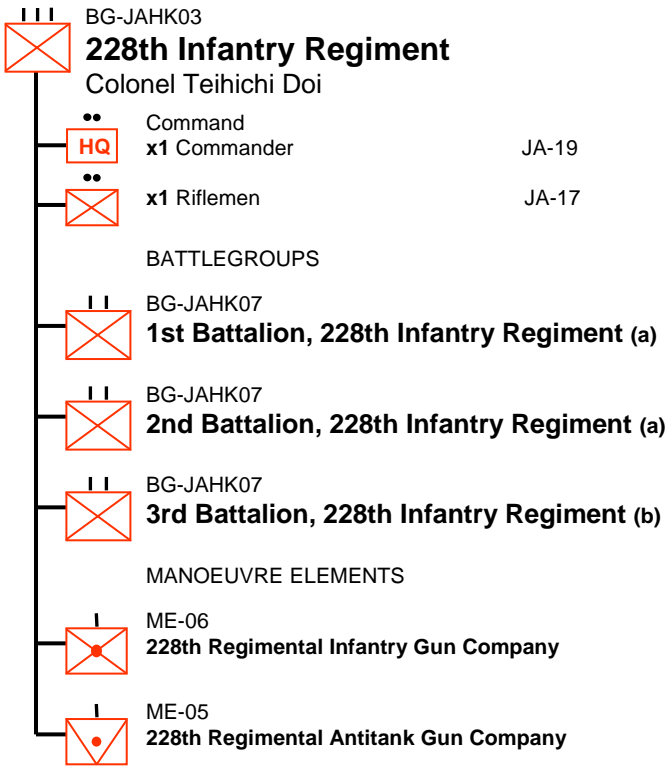 BG-JAHK03
228th Infantry Regiment
Colonel Teihichi Doi
Command
HQ x1 Commander JA-19
x1 Riflemen JA-17
BATTLEGROUPS
BG-JAHK07
1st Battalion, 228th Infantry Regiment (a)
BG-JAHK07
2nd Battalion, 228th Infantry Regiment (a)
BG-JAHK07
3rd Battalion, 228th Infantry Regiment (b)
MANOEUVRE ELEMENTS
ME-06
228th Regimental Infantry Gun Company
ME-05
228th Regimental Antitank Gun Company